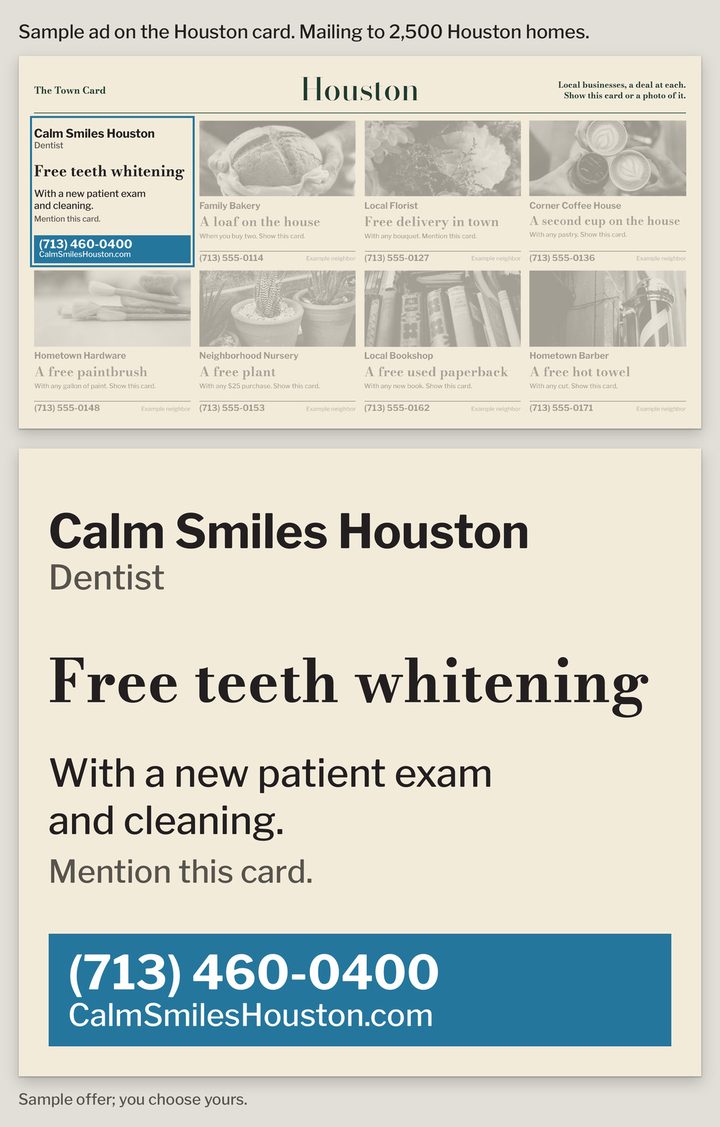 Sample ad on the Houston card. Mailing to 2,500 Houston homes.
The Town Card
Houston
Local businesses, a deal at each.
Show this card or a photo of it.
Calm Smiles Houston
Dentist
Free teeth whitening
With a new patient exam
and cleaning.
Mention this card.
(713) 460-0400
CalmSmilesHouston.com
Family Bakery
A loaf on the house
When you buy two. Show this card.
(713) 555-0114
Example neighbor
Local Florist
Free delivery in town
With any bouquet. Mention this card.
(713) 555-0127
Example neighbor
Corner Coffee House
A second cup on the house
With any pastry. Show this card.
(713) 555-0136
Example neighbor
Hometown Hardware
A free paintbrush
With any gallon of paint. Show this card.
(713) 555-0148
Example neighbor
Neighborhood Nursery
A free plant
With any $25 purchase. Show this card.
(713) 555-0153
Example neighbor
Local Bookshop
A free used paperback
With any new book. Show this card.
(713) 555-0162
Example neighbor
Hometown Barber
A free hot towel
With any cut. Show this card.
(713) 555-0171
Example neighbor
Calm Smiles Houston
Dentist
Free teeth whitening
With a new patient exam
and cleaning.
Mention this card.
(713) 460-0400
CalmSmilesHouston.com
Sample offer; you choose yours.